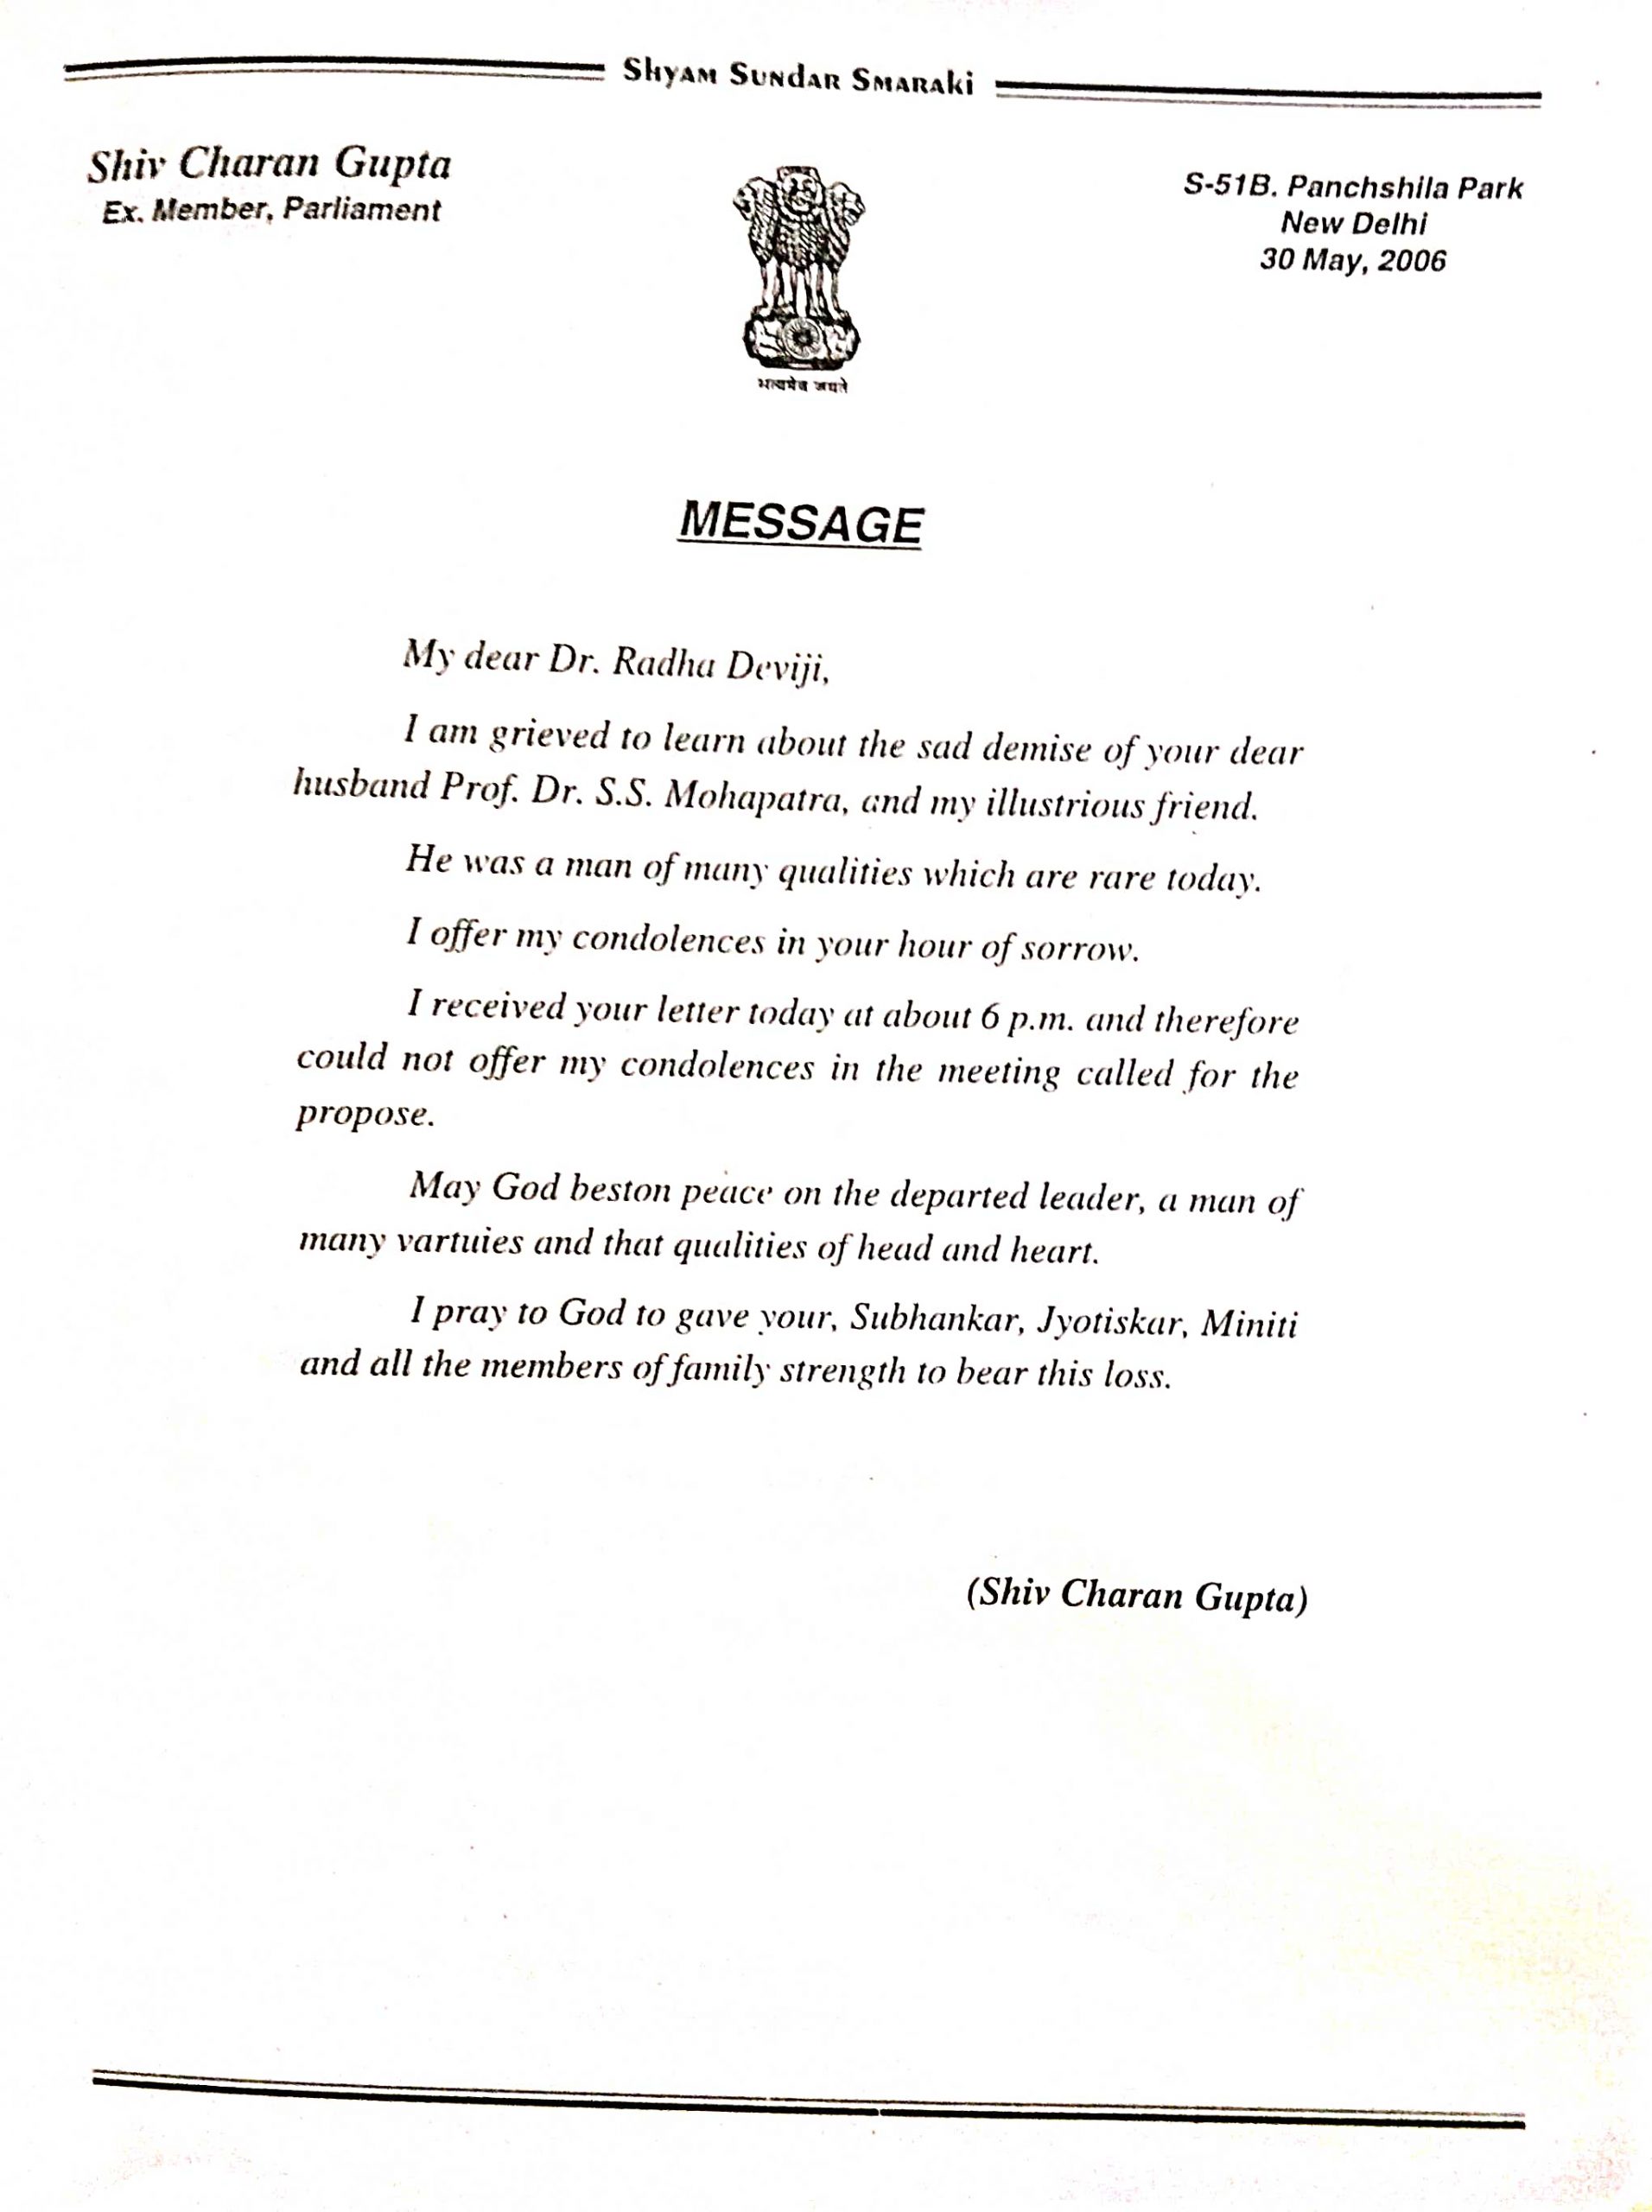 Shyam Sundar Smaraki
Shiv Charan Gupta
Ex. Member, Parliament
S-51B. Panchshila Park
New Delhi
30 May, 2006
सत्यमेव जयते
MESSAGE
My dear Dr. Radha Deviji,
I am grieved to learn about the sad demise of your dear
husband Prof. Dr. S.S. Mohapatra, and my illustrious friend.
He was a man of many qualities which are rare today.
I offer my condolences in your hour of sorrow.
I received your letter today at about 6 p.m. and therefore
could not offer my condolences in the meeting called for the
propose.
May God beston peace on the departed leader, a man of
many vartuies and that qualities of head and heart.
I pray to God to gave your, Subhankar, Jyotiskar, Miniti
and all the members of family strength to bear this loss.
(Shiv Charan Gupta)